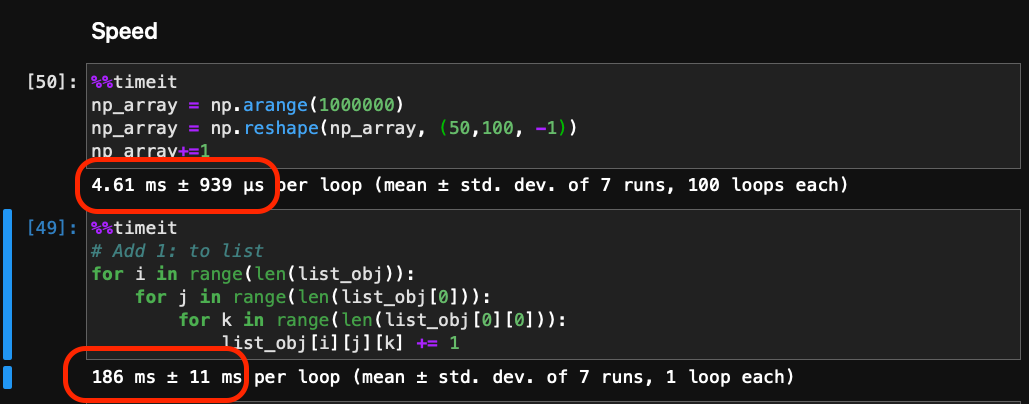 Speed
[50]: %%timeit
np_array = np.arange(1000000)
np_array = np.reshape(np_array, (50,100, -1))
np_array+=1
4.61 ms ± 939 µs per loop (mean ± std. dev. of 7 runs, 100 loops each)
[49]: %%timeit
# Add 1: to list
for i in range(len(list_obj)):
    for j in range(len(list_obj[0])):
        for k in range(len(list_obj[0][0])):
            list_obj[i][j][k] += 1
186 ms ± 11 ms per loop (mean ± std. dev. of 7 runs, 1 loop each)